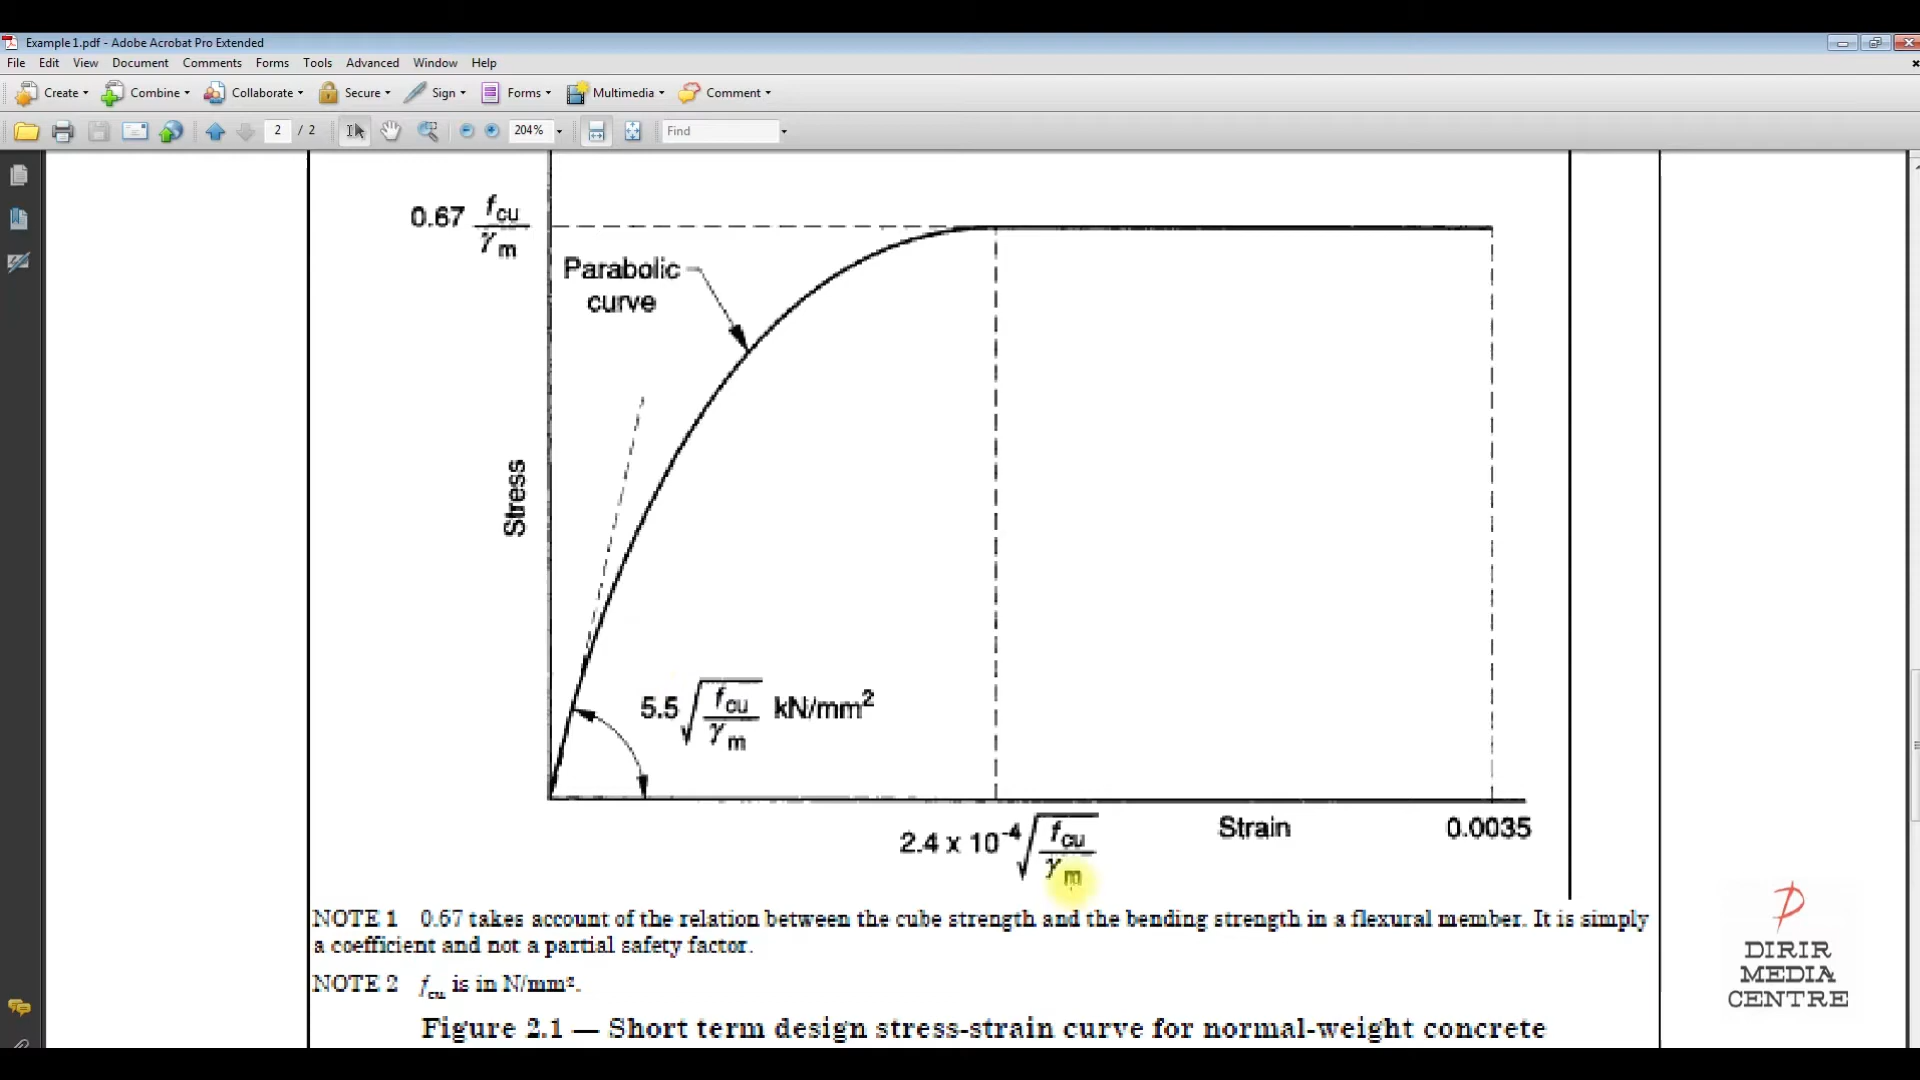 Example 1.pdf - Adobe Acrobat Pro Extended
File Edit View Document Comments Forms Tools Advanced Window Help
Create Combine Collaborate Secure Sign Forms Multimedia Comment
2 / 2 204% Find
0.67 fcu
γm
Parabolic
curve
Stress
5.5 √ fcu
γm
kN/mm²
2.4 x 10⁻⁴ √ fcu
γm
Strain
0.0035
NOTE 1 0.67 takes account of the relation between the cube strength and the bending strength in a flexural member. It is simply
a coefficient and not a partial safety factor.
NOTE 2 fcu is in N/mm².
Figure 2.1 — Short term design stress-strain curve for normal-weight concrete
DIRIR
MEDIA
CENTRE